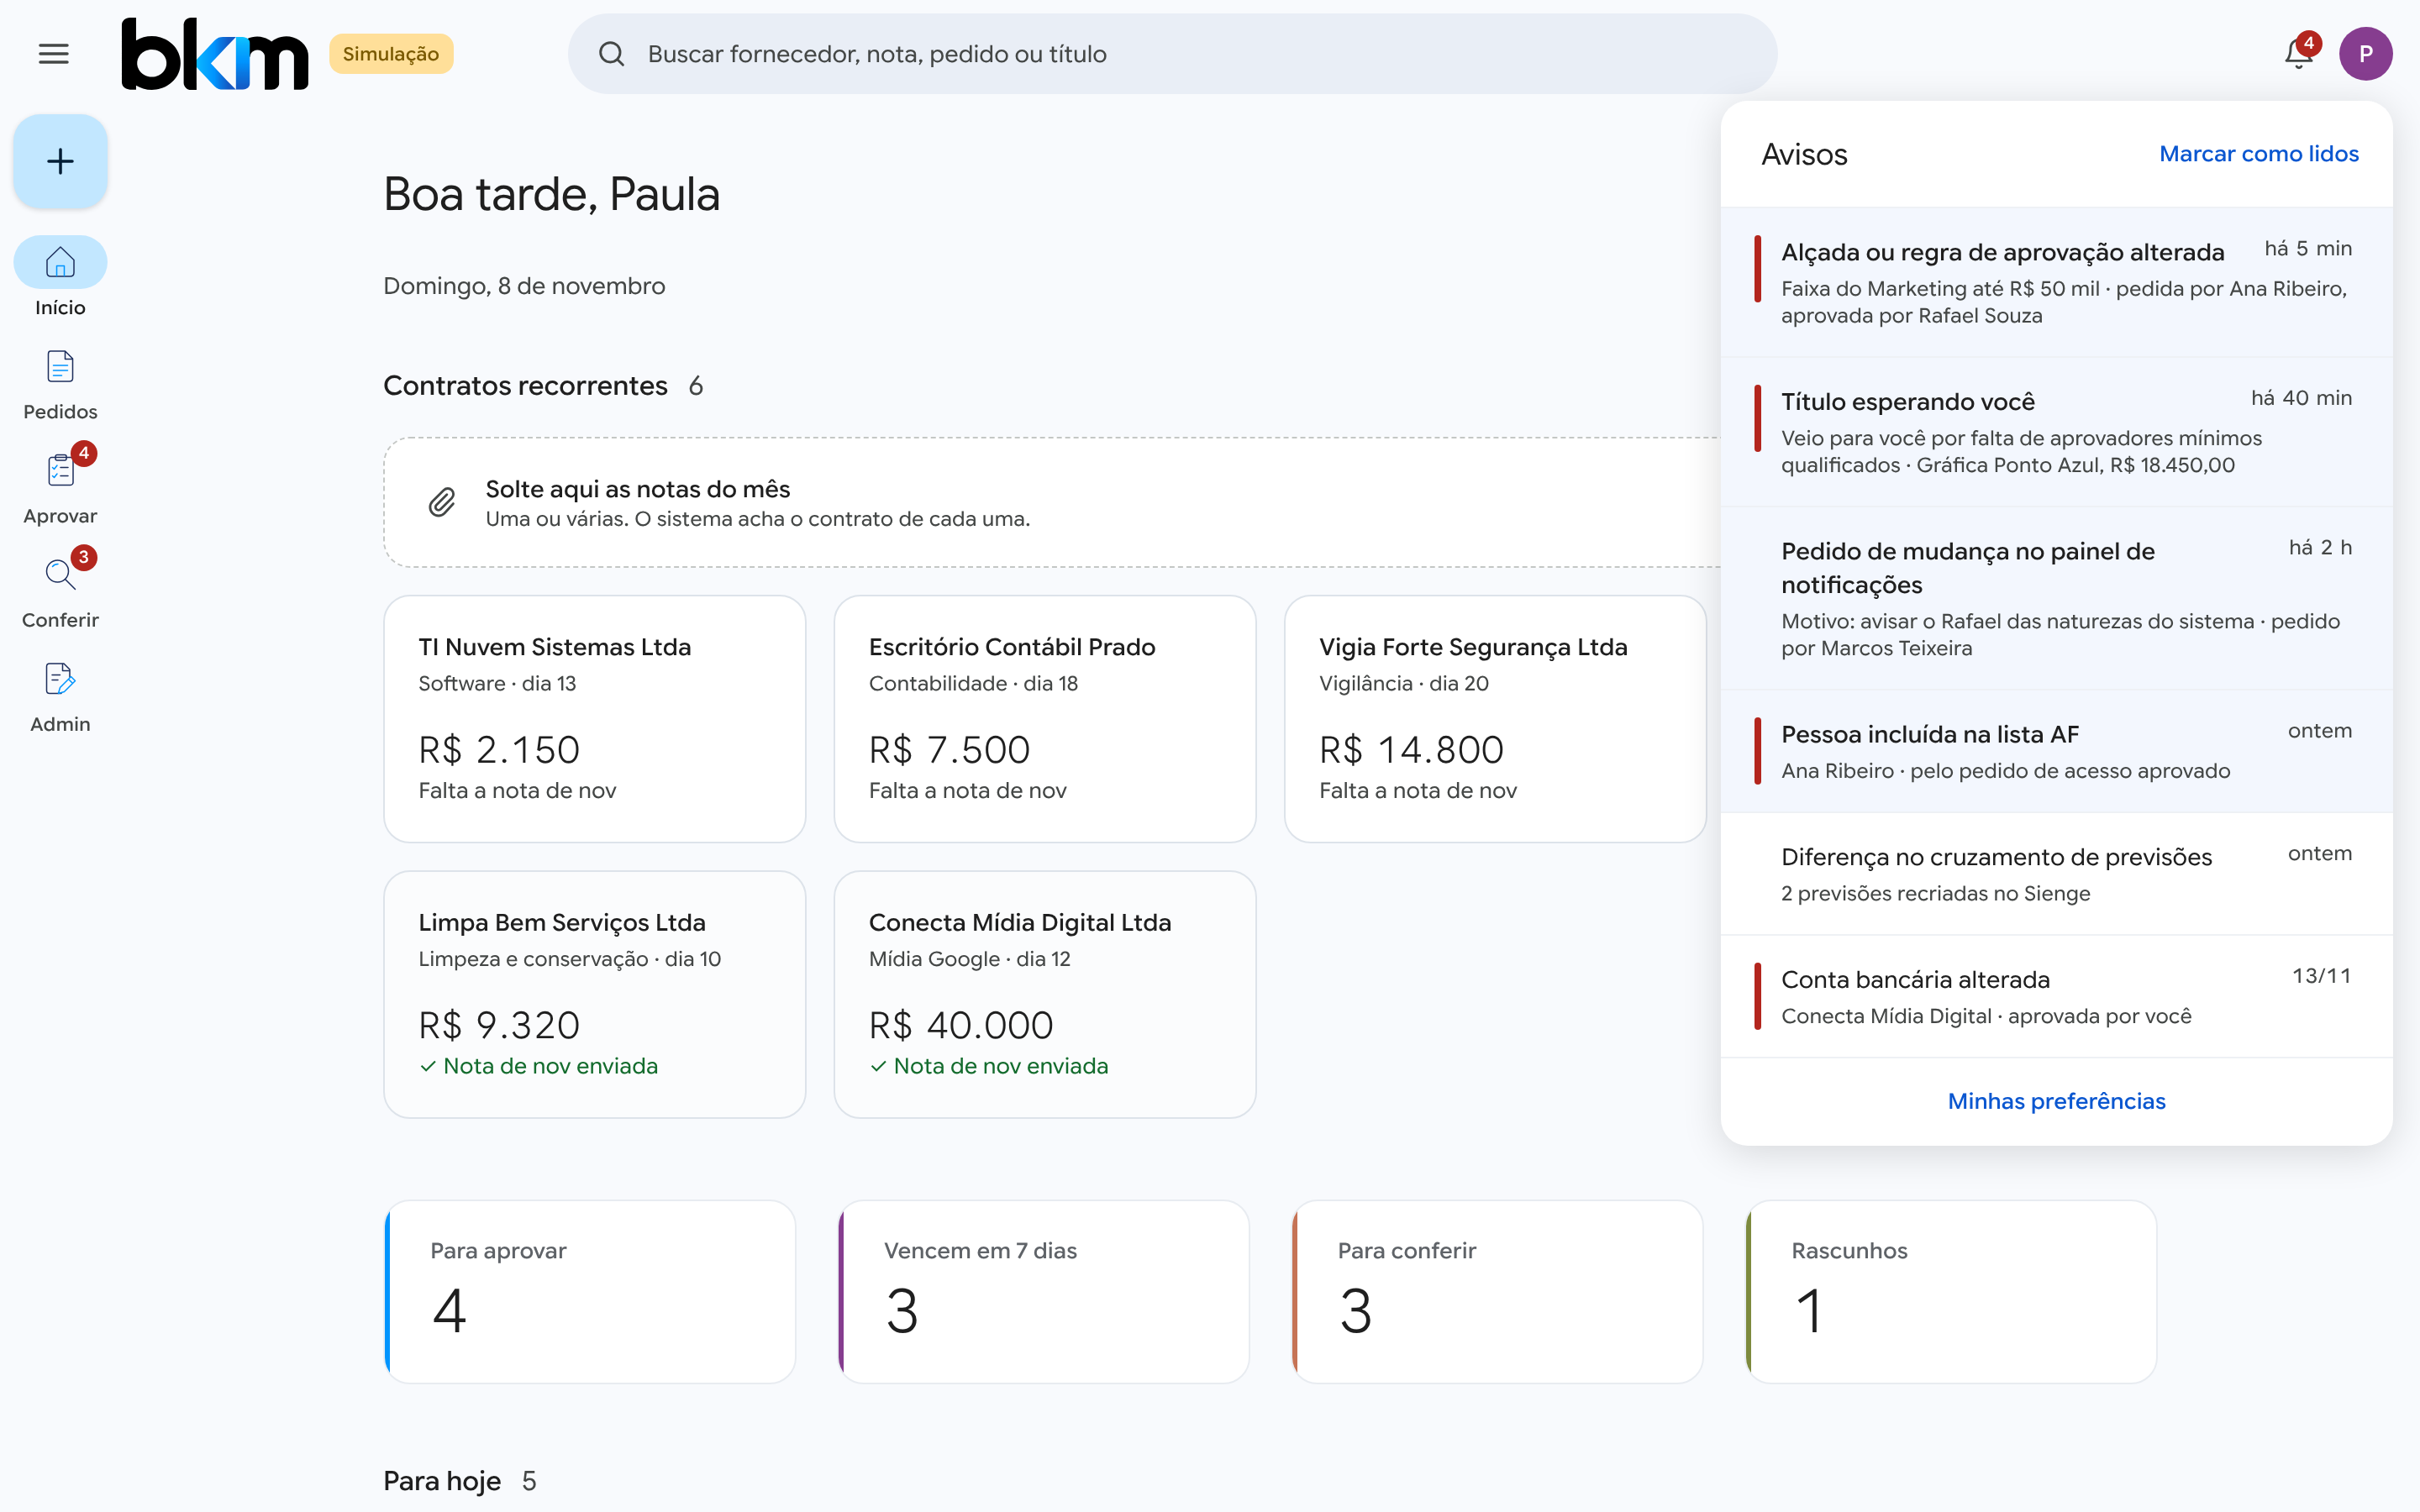 bkm
Simulação
Buscar fornecedor, nota, pedido ou título
4
P
Início
Pedidos
4
Aprovar
3
Conferir
Admin
Boa tarde, Paula
Domingo, 8 de novembro
Contratos recorrentes 6
Solte aqui as notas do mês
Uma ou várias. O sistema acha o contrato de cada uma.
TI Nuvem Sistemas Ltda
Software · dia 13
R$ 2.150
Falta a nota de nov
Escritório Contábil Prado
Contabilidade · dia 18
R$ 7.500
Falta a nota de nov
Vigia Forte Segurança Ltda
Vigilância · dia 20
R$ 14.800
Falta a nota de nov
Limpa Bem Serviços Ltda
Limpeza e conservação · dia 10
R$ 9.320
✓ Nota de nov enviada
Conecta Mídia Digital Ltda
Mídia Google · dia 12
R$ 40.000
✓ Nota de nov enviada
Para aprovar
4
Vencem em 7 dias
3
Para conferir
3
Rascunhos
1
Para hoje 5
Avisos
Marcar como lidos
Alçada ou regra de aprovação alterada
há 5 min
Faixa do Marketing até R$ 50 mil · pedida por Ana Ribeiro,
aprovada por Rafael Souza
Título esperando você
há 40 min
Veio para você por falta de aprovadores mínimos
qualificados · Gráfica Ponto Azul, R$ 18.450,00
Pedido de mudança no painel de
notificações
há 2 h
Motivo: avisar o Rafael das naturezas do sistema · pedido
por Marcos Teixeira
Pessoa incluída na lista AF
ontem
Ana Ribeiro · pelo pedido de acesso aprovado
Diferença no cruzamento de previsões
ontem
2 previsões recriadas no Sienge
Conta bancária alterada
13/11
Conecta Mídia Digital · aprovada por você
Minhas preferências